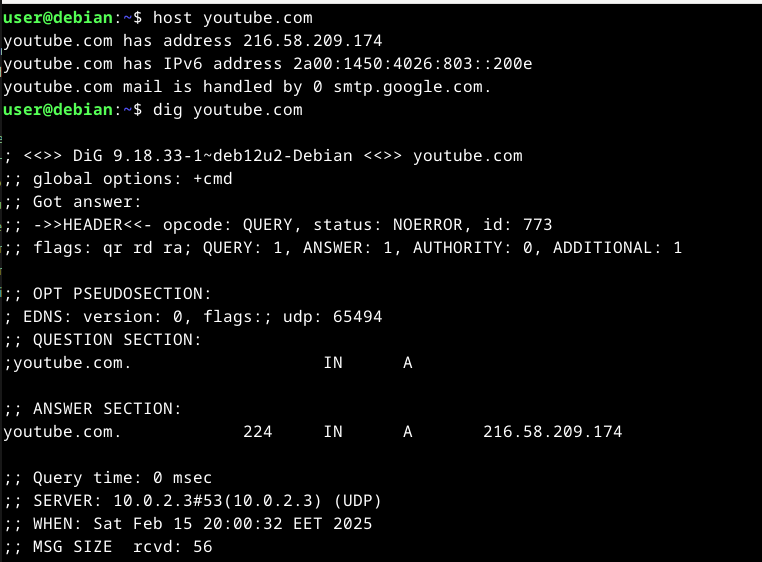 user@debian:~$ host youtube.com
youtube.com has address 216.58.209.174
youtube.com has IPv6 address 2a00:1450:4026:803::200e
youtube.com mail is handled by 0 smtp.google.com.
user@debian:~$ dig youtube.com

; <<>> DiG 9.18.33-1~deb12u2-Debian <<>> youtube.com
;; global options: +cmd
;; Got answer:
;; ->>HEADER<<- opcode: QUERY, status: NOERROR, id: 773
;; flags: qr rd ra; QUERY: 1, ANSWER: 1, AUTHORITY: 0, ADDITIONAL: 1

;; OPT PSEUDOSECTION:
; EDNS: version: 0, flags:; udp: 65494
;; QUESTION SECTION:
;youtube.com.                   IN      A

;; ANSWER SECTION:
youtube.com.            224     IN      A       216.58.209.174

;; Query time: 0 msec
;; SERVER: 10.0.2.3#53(10.0.2.3) (UDP)
;; WHEN: Sat Feb 15 20:00:32 EET 2025
;; MSG SIZE  rcvd: 56